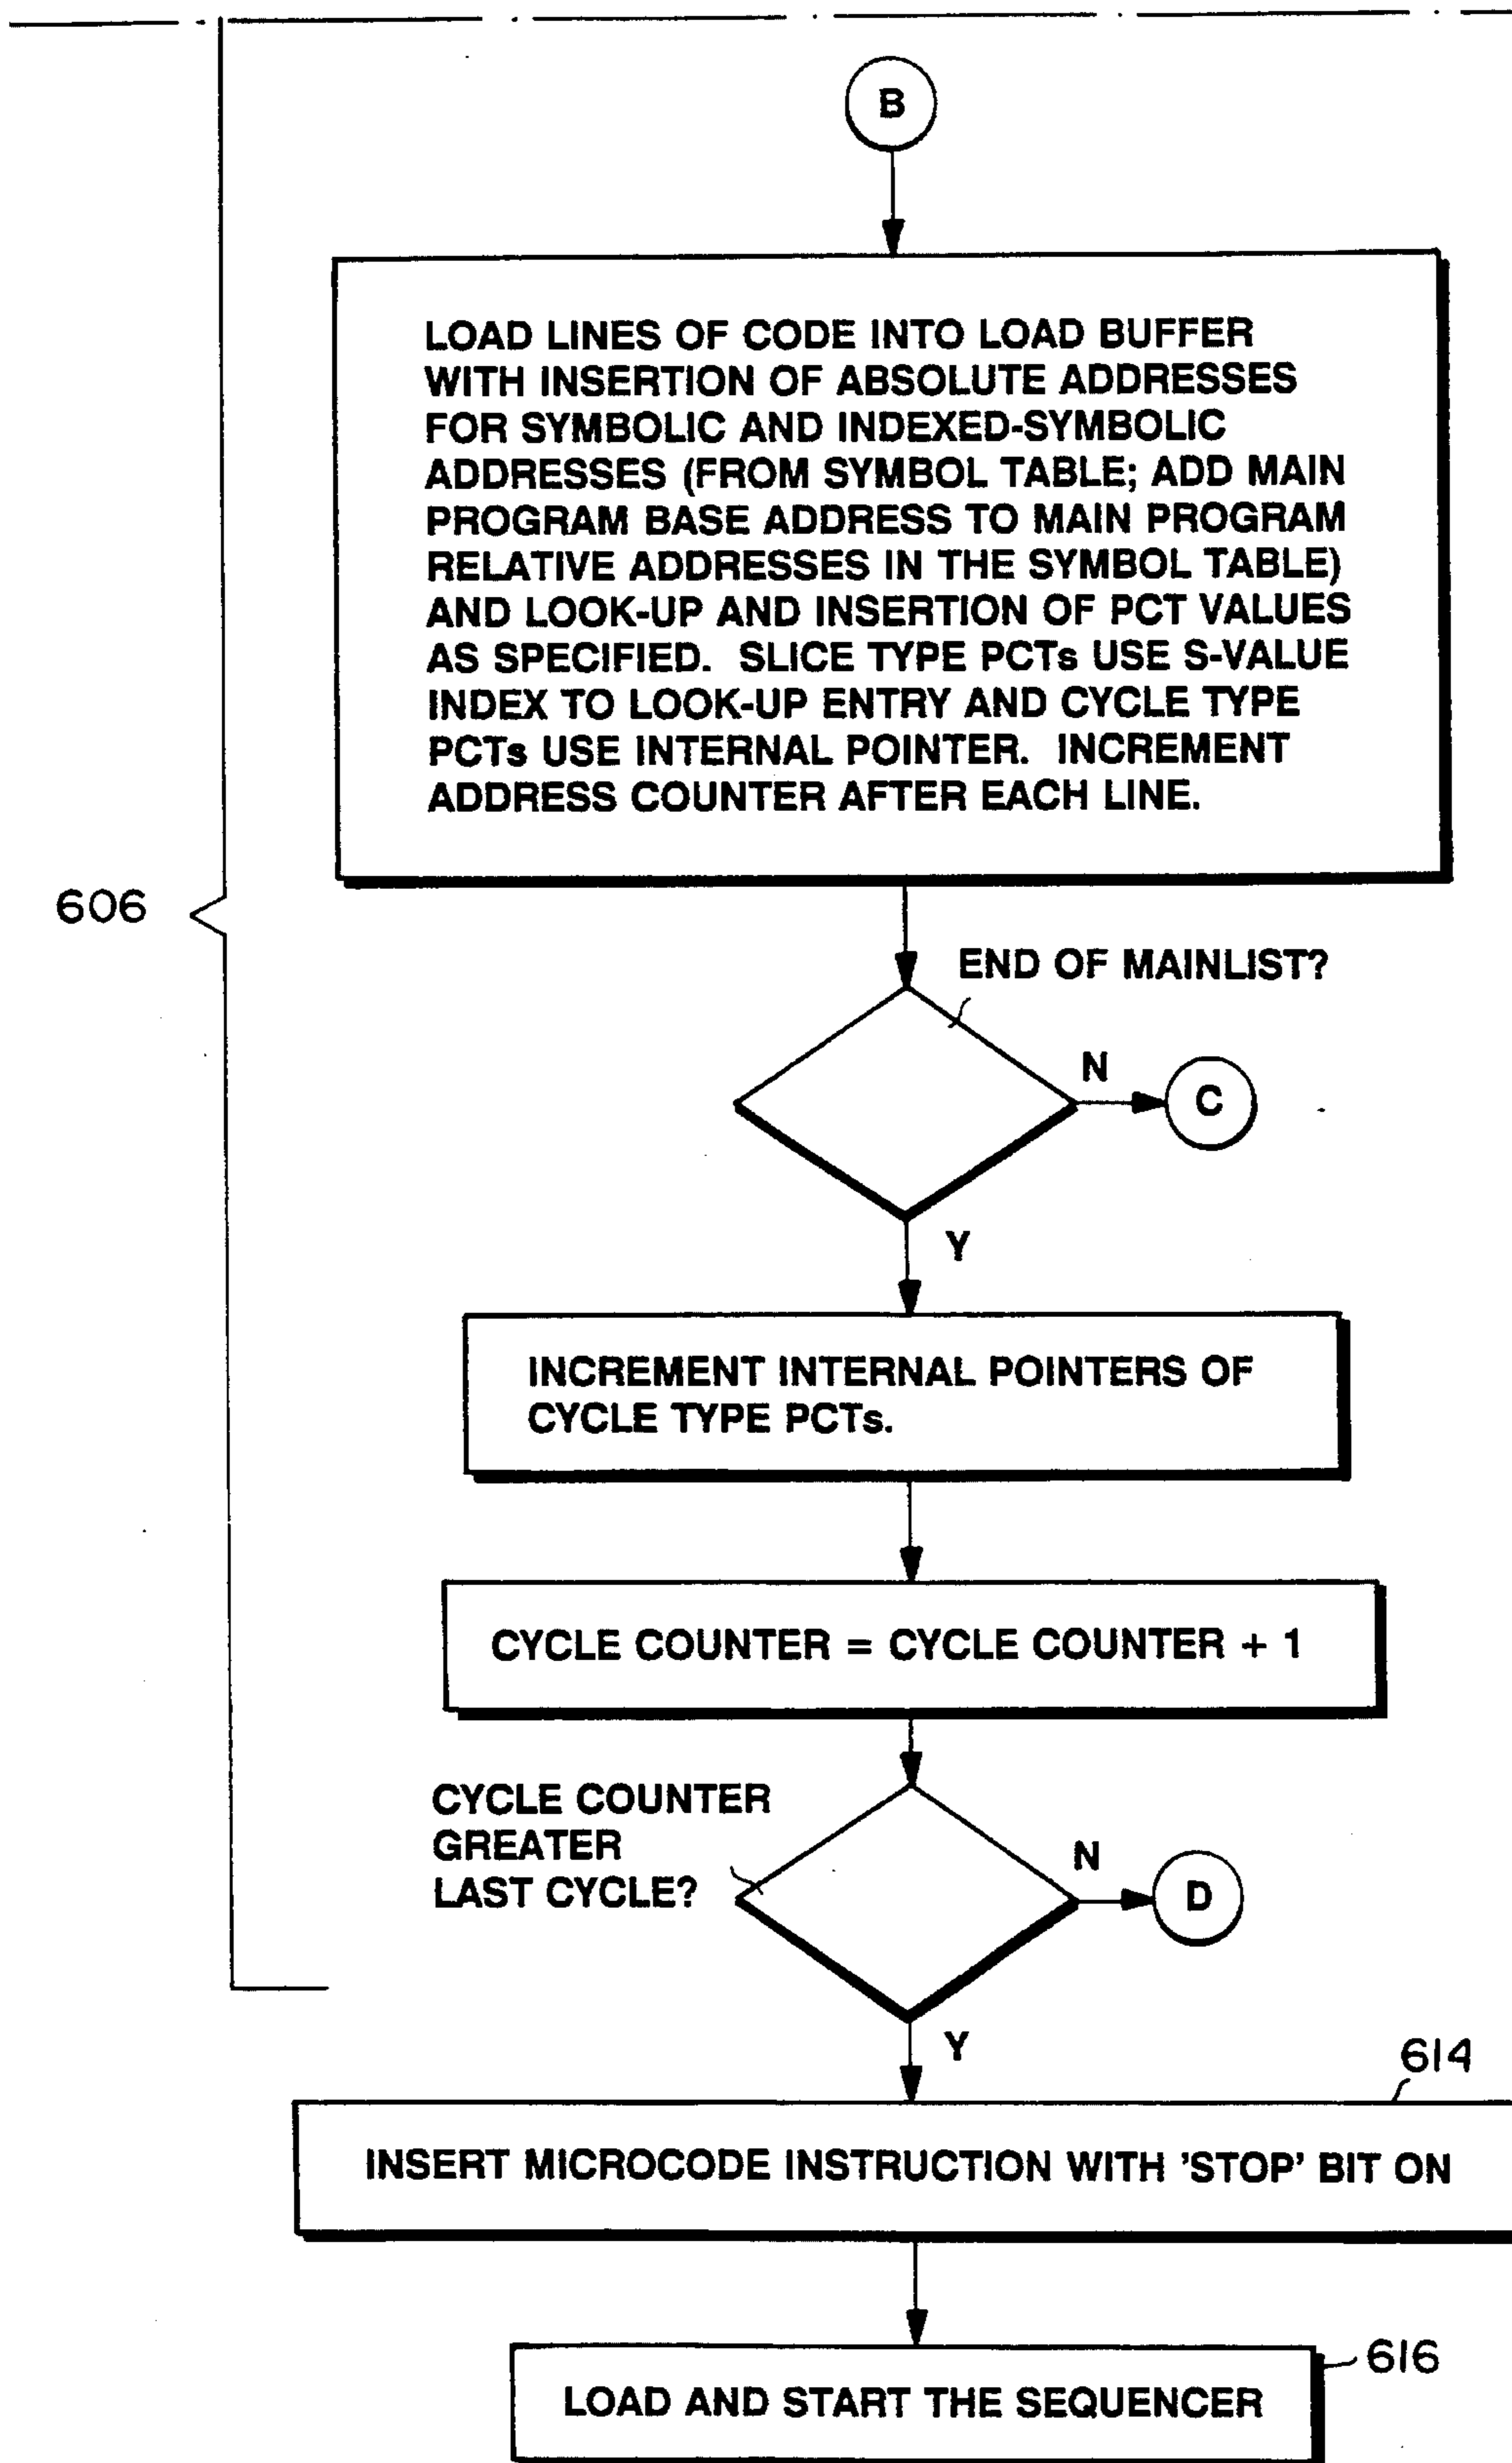 B
LOAD LINES OF CODE INTO LOAD BUFFER
WITH INSERTION OF ABSOLUTE ADDRESSES
FOR SYMBOLIC AND INDEXED-SYMBOLIC
ADDRESSES (FROM SYMBOL TABLE; ADD MAIN
PROGRAM BASE ADDRESS TO MAIN PROGRAM
RELATIVE ADDRESSES IN THE SYMBOL TABLE)
AND LOOK-UP AND INSERTION OF PCT VALUES
AS SPECIFIED. SLICE TYPE PCTs USE S-VALUE
INDEX TO LOOK-UP ENTRY AND CYCLE TYPE
PCTs USE INTERNAL POINTER. INCREMENT
ADDRESS COUNTER AFTER EACH LINE.
606
END OF MAINLIST?
N
C
Y
INCREMENT INTERNAL POINTERS OF
CYCLE TYPE PCTs.
CYCLE COUNTER = CYCLE COUNTER + 1
CYCLE COUNTER
GREATER
LAST CYCLE?
N
D
Y
614
INSERT MICROCODE INSTRUCTION WITH 'STOP' BIT ON
616
LOAD AND START THE SEQUENCER